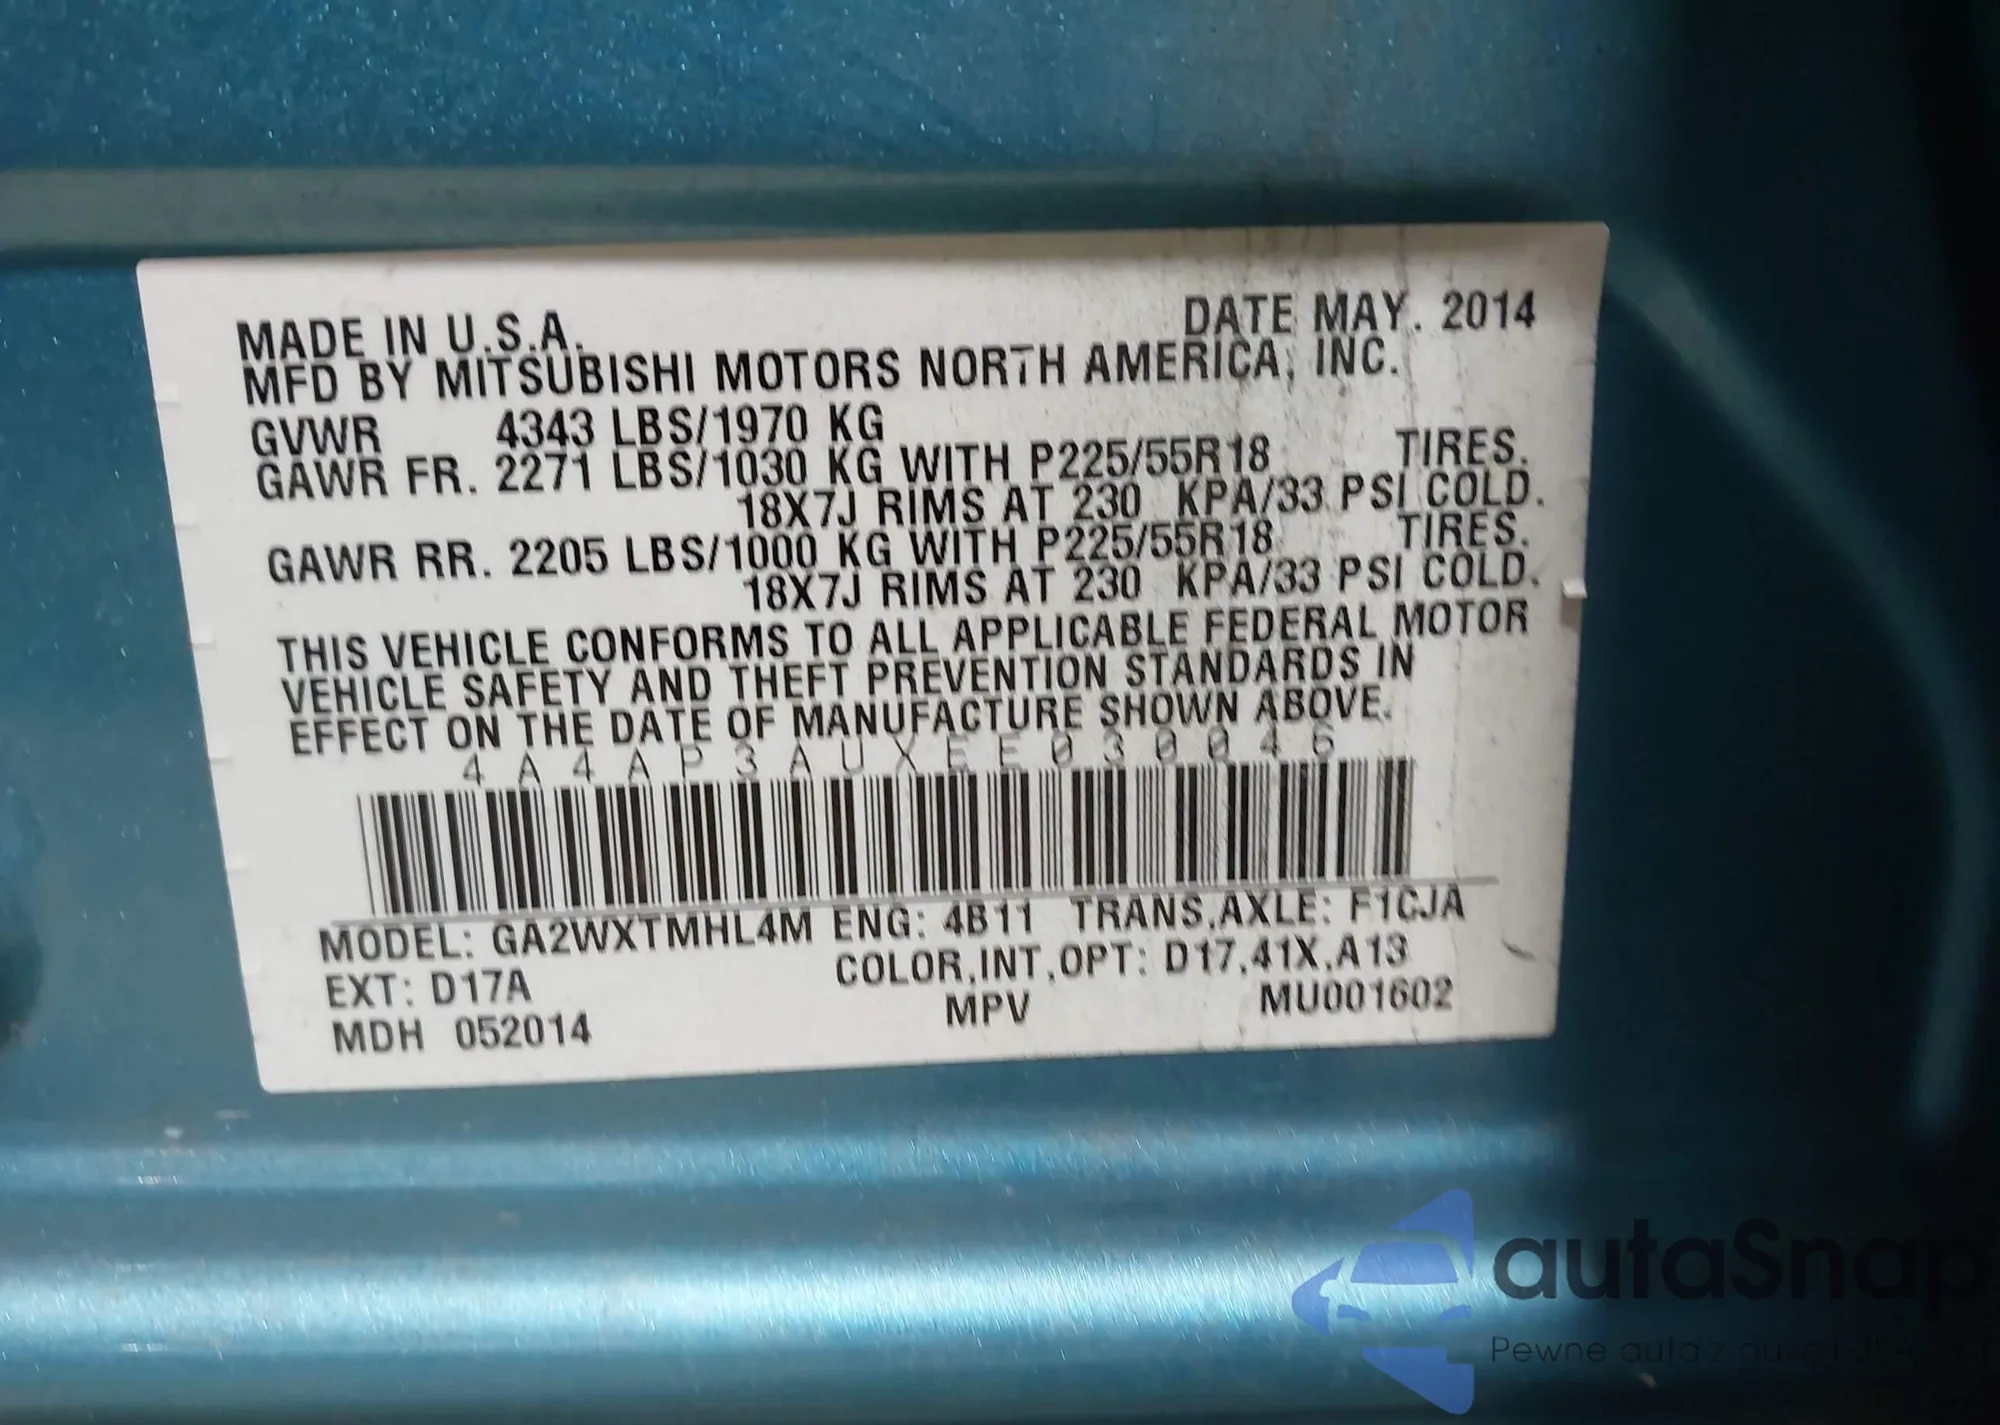 MADE IN U.S.A. DATE MAY. 2014
MFD BY MITSUBISHI MOTORS NORTH AMERICA, INC.
GVWR 4343 LBS/1970 KG
GAWR FR. 2271 LBS/1030 KG WITH P225/55R18 TIRES.
18X7J RIMS AT 230 KPA/33 PSI COLD.
GAWR RR. 2205 LBS/1000 KG WITH P225/55R18 TIRES.
18X7J RIMS AT 230 KPA/33 PSI COLD.
THIS VEHICLE CONFORMS TO ALL APPLICABLE FEDERAL MOTOR
VEHICLE SAFETY AND THEFT PREVENTION STANDARDS IN
EFFECT ON THE DATE OF MANUFACTURE SHOWN ABOVE.
4A4AP3AUXEE030046
MODEL: GA2WXTMHL4M ENG: 4B11 TRANS.AXLE: F1CJA
EXT: D17A COLOR,INT,OPT: D17,41X,A13
MDH 052014 MPV MU001602
autaSnap
Pewne auta z